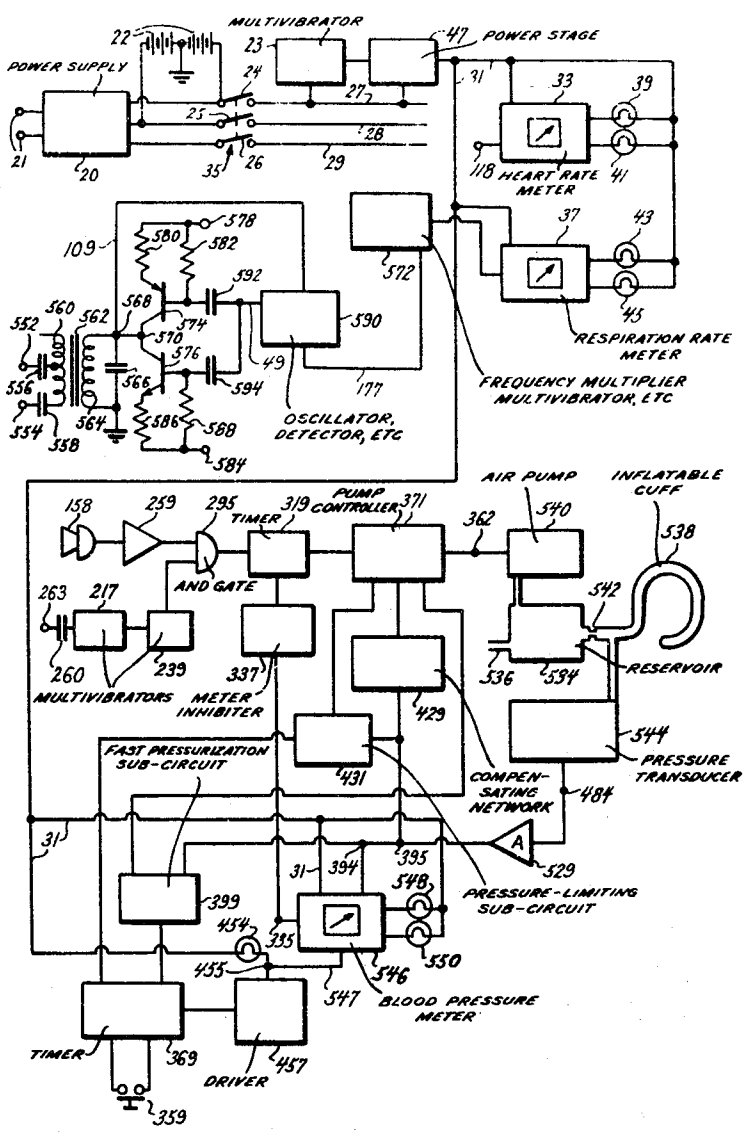 MULTIVIBRATOR
22
23
47
POWER STAGE
POWER SUPPLY
24
27
31
33
39
25
28
21
20
35
26
29
118
41
HEART RATE
METER
578
109
580
582
43
37
592
572
552
560
562
568
574
590
45
570
RESPIRATION RATE
METER
576
49
556
566
594
177
FREQUENCY MULTIPLIER
MULTIVIBRATOR, ETC
554
558
564
586
588
OSCILLATOR,
DETECTOR, ETC
584
PUMP
CONTROLLER
AIR PUMP
INFLATABLE
CUFF
158
259
295
TIMER
319
371
362
540
538
AND GATE
263
217
542
536
534
RESERVOIR
260
239
337
MULTIVIBRATORS
METER
INHIBITER
429
544
FAST PRESSURIZATION
SUB-CIRCUIT
431
COMPEN-
SATING
NETWORK
PRESSURE
TRANSDUCER
484
31
31
394
395
A
529
399
548
PRESSURE-LIMITING
SUB-CIRCUIT
454
335
550
455
546
547
BLOOD PRESSURE
METER
TIMER
369
DRIVER
457
359